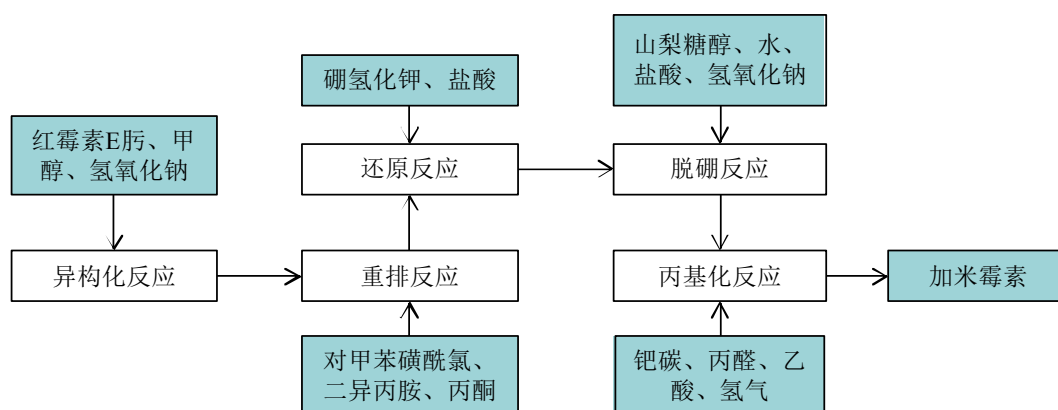 山梨糖醇、水、
盐酸、氢氧化钠
硼氢化钾、盐酸
红霉素E肟、甲
醇、氢氧化钠
还原反应
脱硼反应
异构化反应
重排反应
丙基化反应
加米霉素
对甲苯磺酰氯、
二异丙胺、丙酮
钯碳、丙醛、乙
酸、氢气